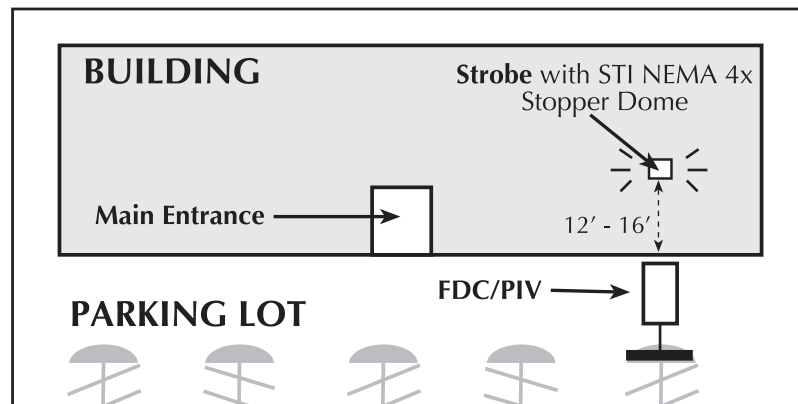 BUILDING
Strobe with STI NEMA 4x
Stopper Dome
Main Entrance
12’ - 16’
FDC/PIV
PARKING LOT